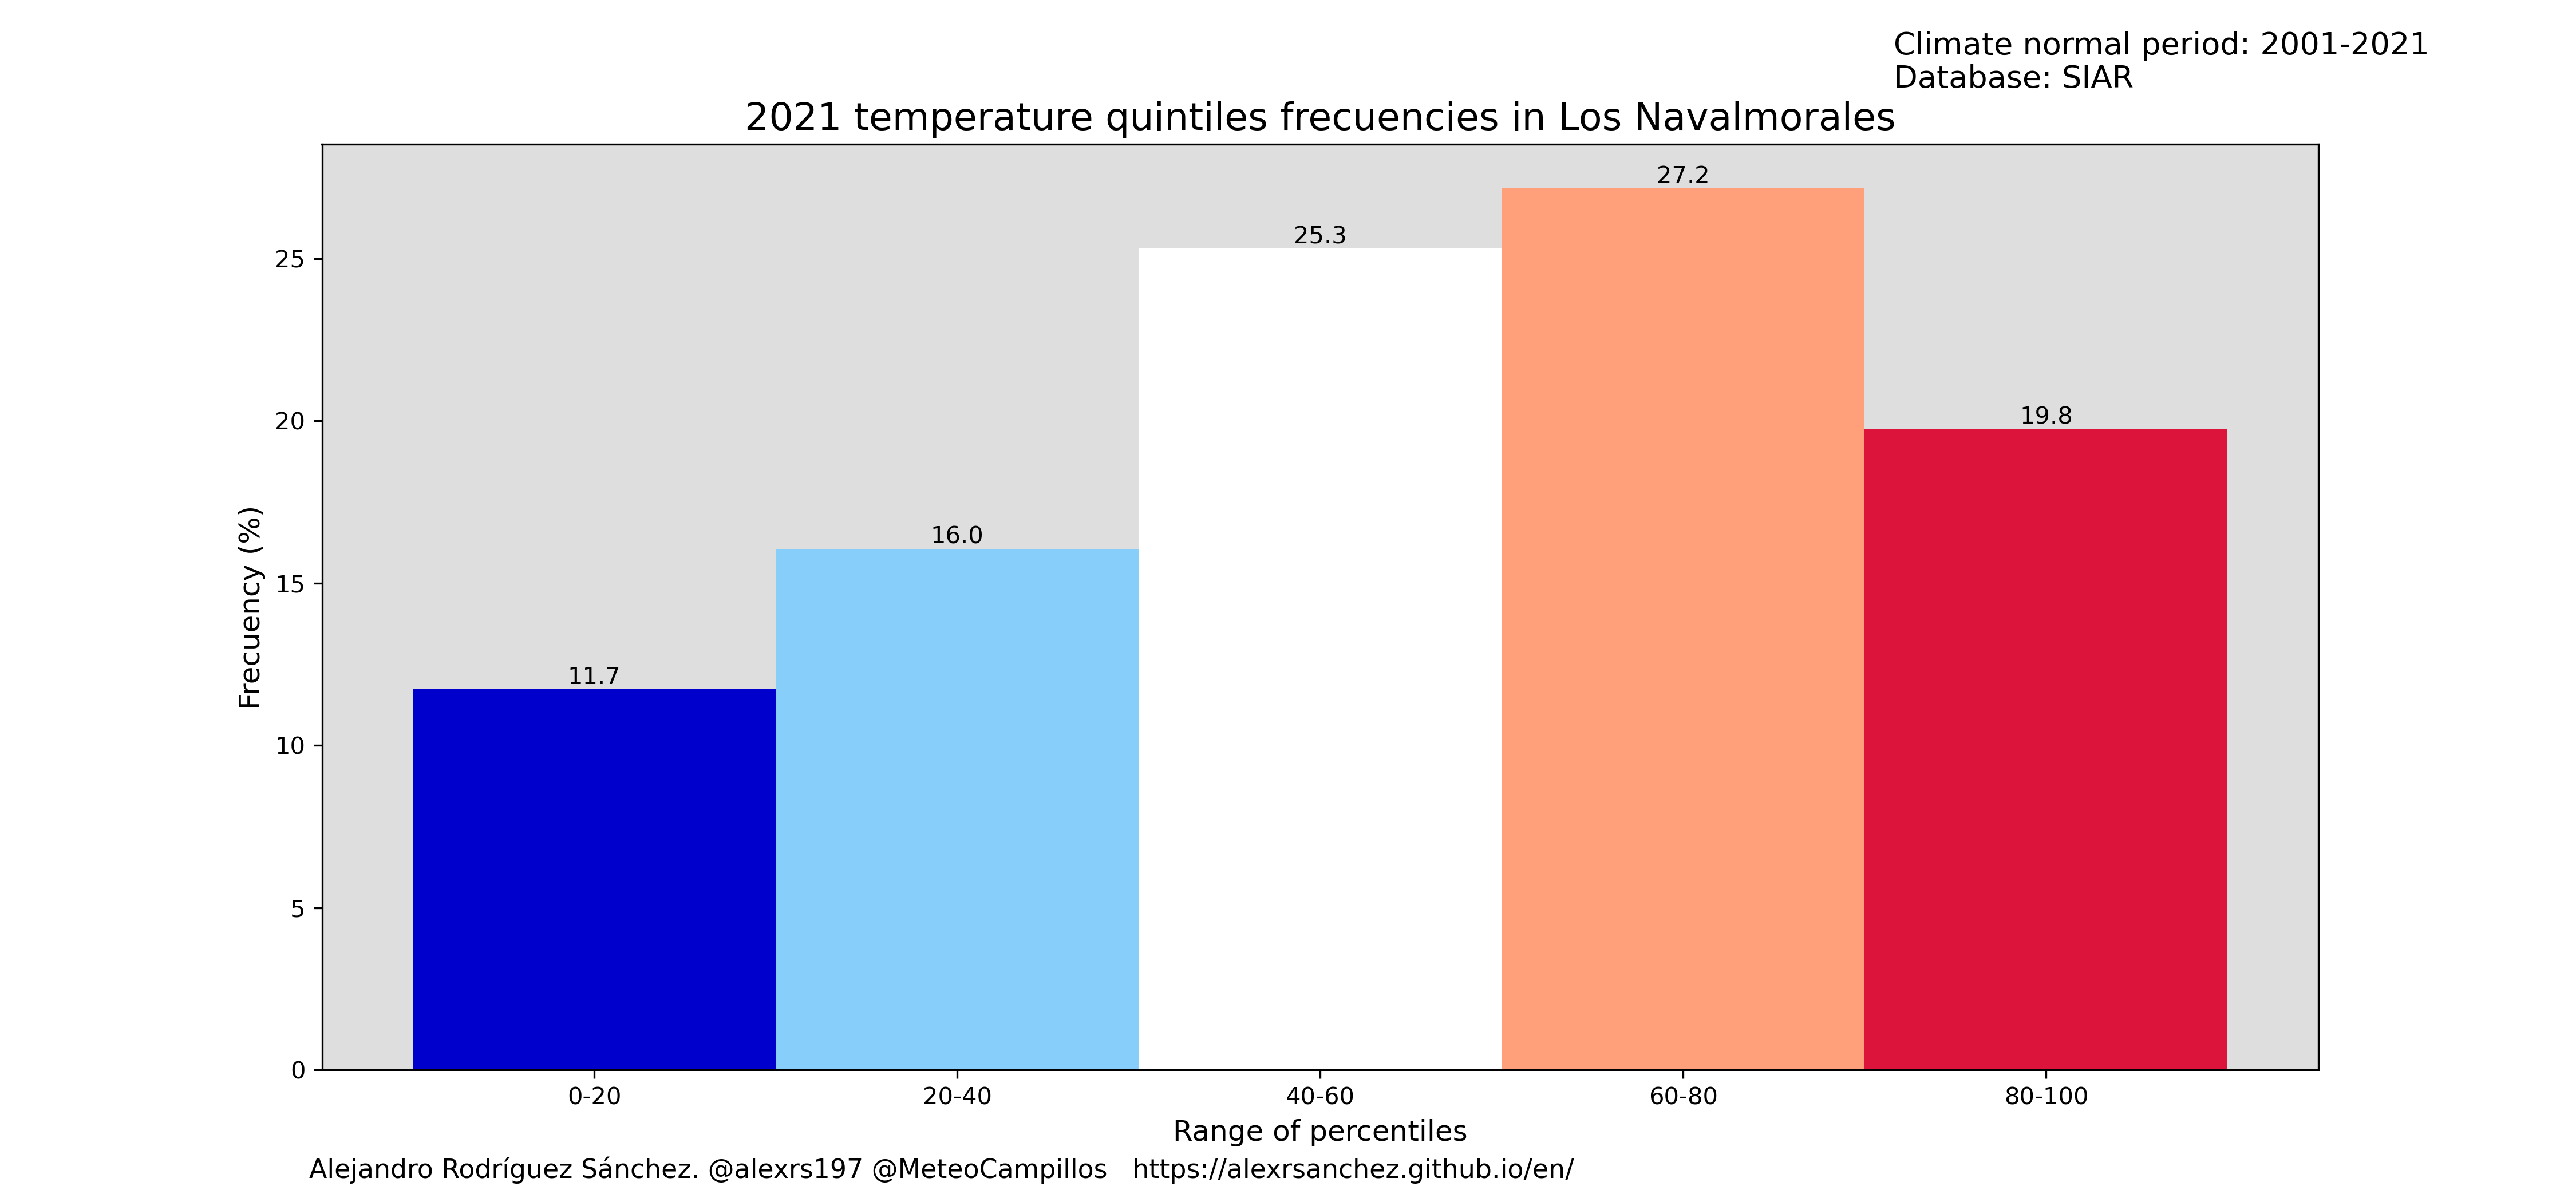 Climate normal period: 2001-2021
Database: SIAR
2021 temperature quintiles frecuencies in Los Navalmorales
27.2
25.3
25
20
19.8
16.0
Frecuency (%)
15
11.7
10
5
0
0-20 20-40 40-60 60-80 80-100
Range of percentiles
Alejandro Rodríguez Sánchez. @alexrs197 @MeteoCampillos https://alexrsanchez.github.io/en/